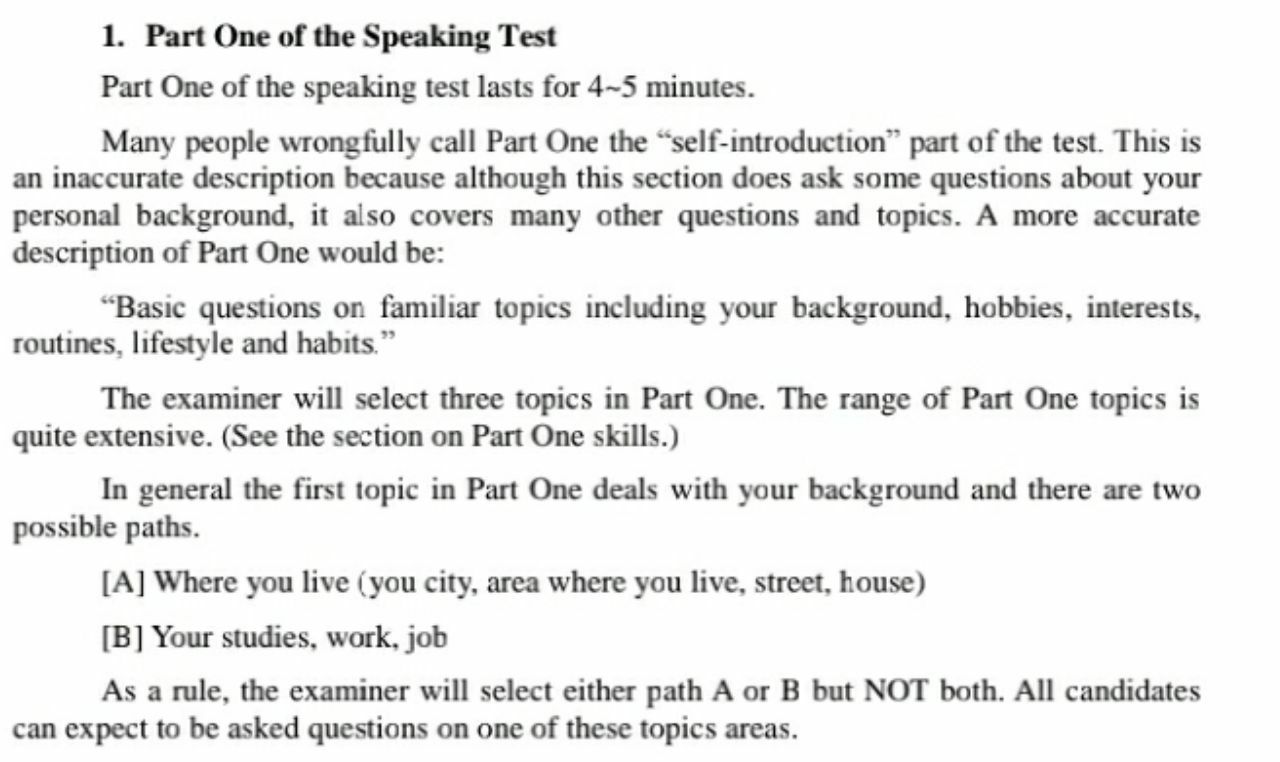 1. Part One of the Speaking Test
Part One of the speaking test lasts for 4~5 minutes.
Many people wrongfully call Part One the “self-introduction” part of the test. This is
an inaccurate description because although this section does ask some questions about your
personal background, it also covers many other questions and topics. A more accurate
description of Part One would be:
“Basic questions on familiar topics including your background, hobbies, interests,
routines, lifestyle and habits.”
The examiner will select three topics in Part One. The range of Part One topics is
quite extensive. (See the section on Part One skills.)
In general the first topic in Part One deals with your background and there are two
possible paths.
[A] Where you live (you city, area where you live, street, house)
[B] Your studies, work, job
As a rule, the examiner will select either path A or B but NOT both. All candidates
can expect to be asked questions on one of these topics areas.